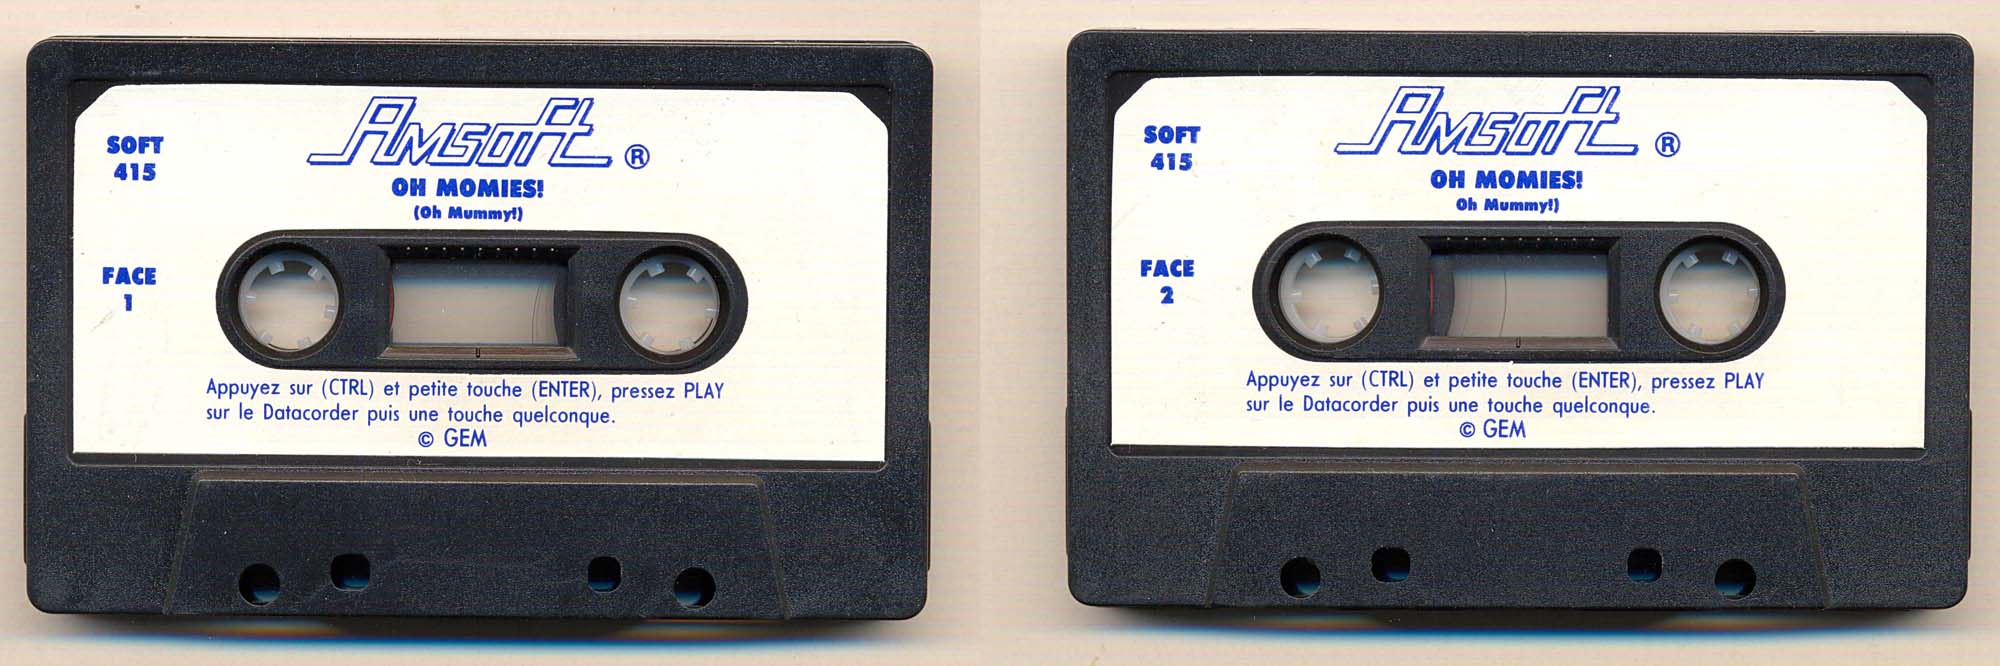 SOFT
415
Amsoft ®
OH MOMIES!
(Oh Mummy!)
FACE
1
Appuyez sur (CTRL) et petite touche (ENTER), pressez PLAY
sur le Datacorder puis une touche quelconque.
© GEM
SOFT
415
Amsoft ®
OH MOMIES!
Oh Mummy!)
FACE
2
Appuyez sur (CTRL) et petite touche (ENTER), pressez PLAY
sur le Datacorder puis une touche quelconque.
© GEM